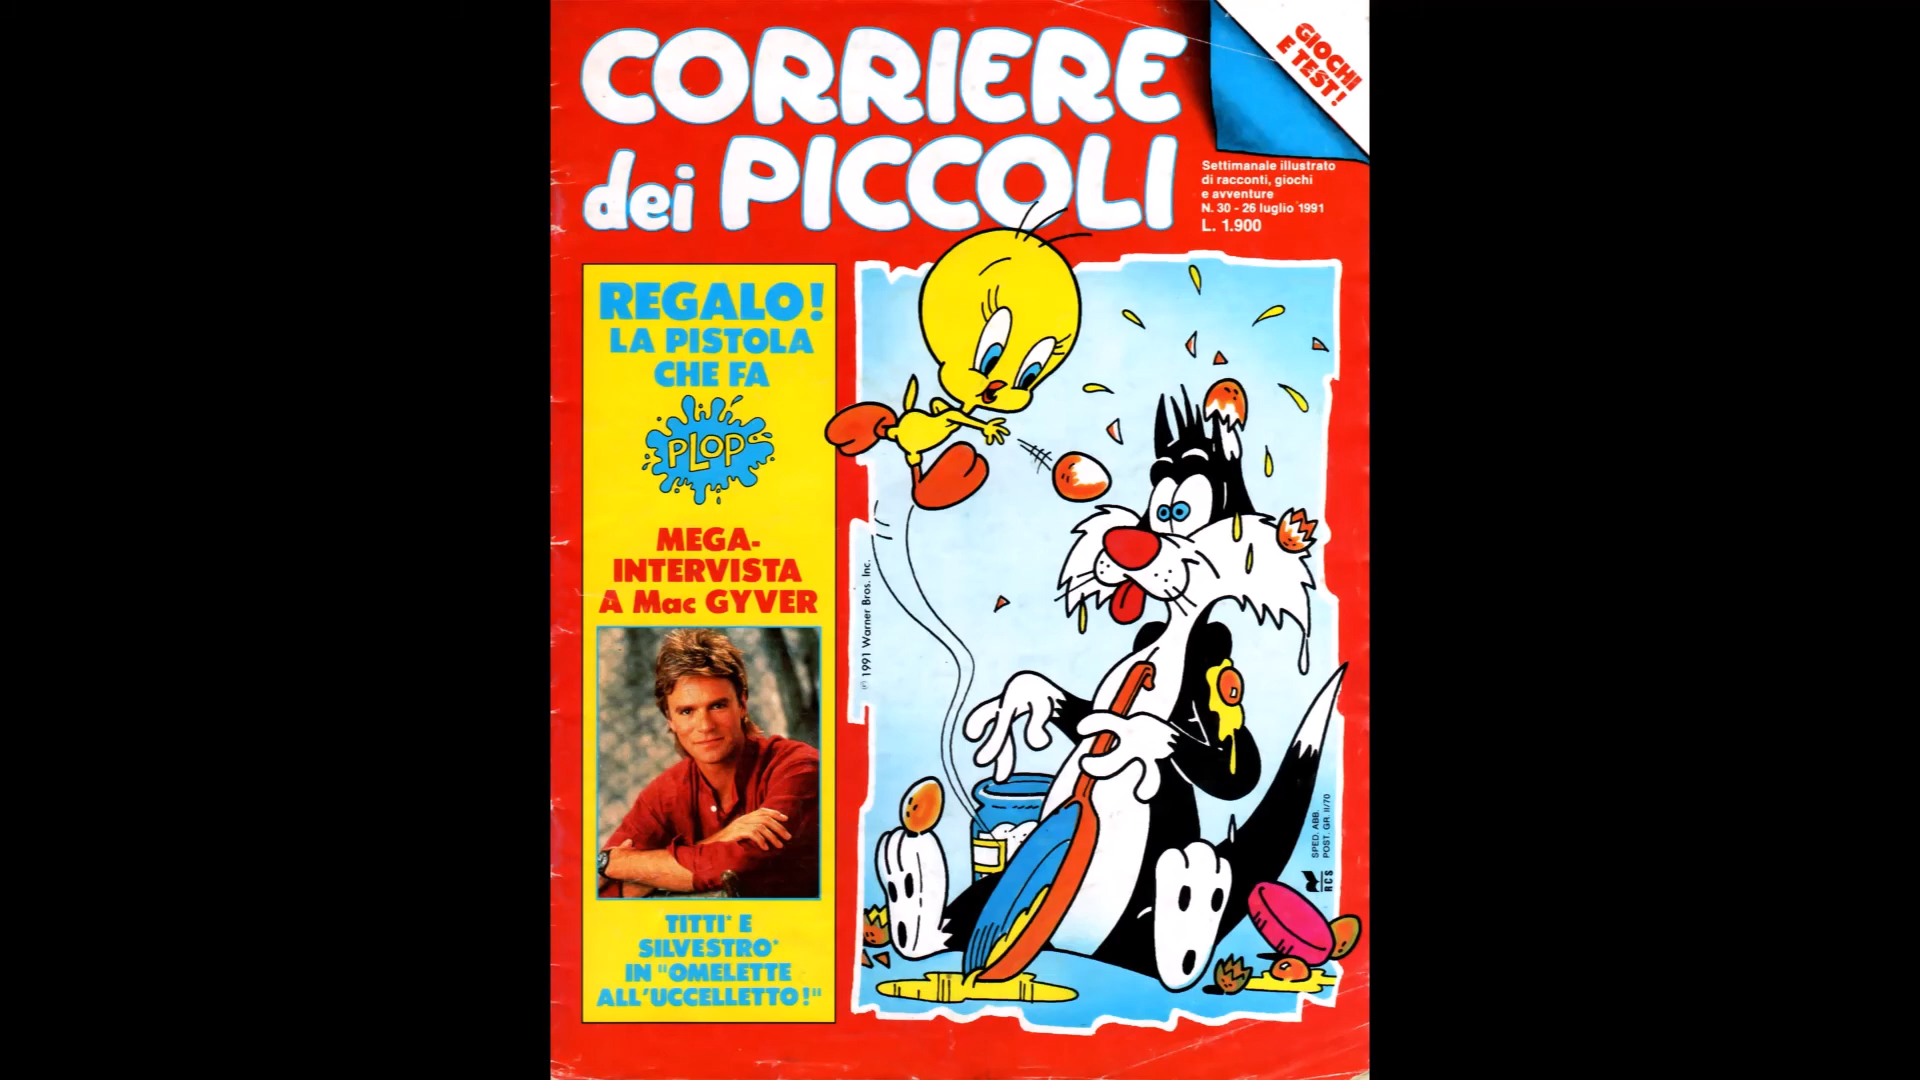 CORRIERE
dei PICCOLI
GIOCHI
E TEST!
Settimanale illustrato
di racconti, giochi
e avventure
N. 30 - 26 luglio 1991
L. 1.900
REGALO!
LA PISTOLA
CHE FA
PLOP
MEGA-
INTERVISTA
A Mac GYVER
TITTI* E
SILVESTRO*
IN "OMELETTE
ALL'UCCELLETTO!"
© 1991 Warner Bros. Inc.
SPED. ABB.
POST. GR. II/70
RCS